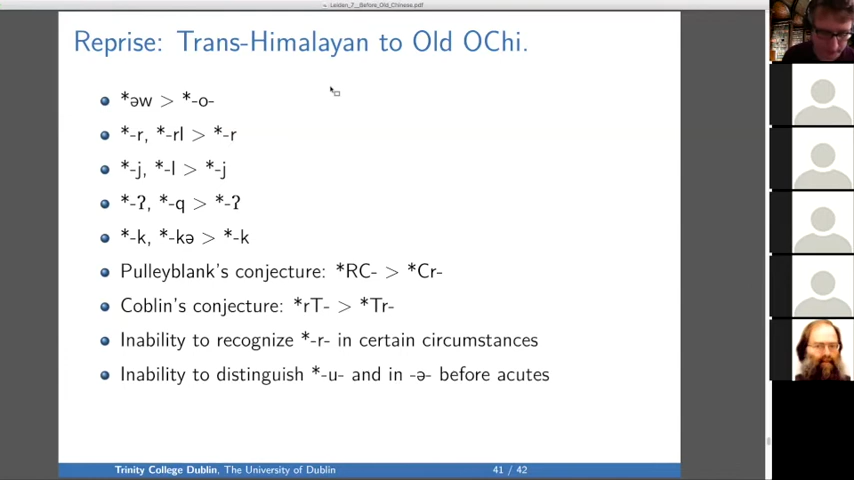 Leiden_7__Before_Old_Chinese.pdf
Reprise: Trans-Himalayan to Old OChi.
*əw > *-o-
*-r, *-rl > *-r
*-j, *-l > *-j
*-ʔ, *-q > *-ʔ
*-k, *-kə > *-k
Pulleyblank's conjecture: *RC- > *Cr-
Coblin's conjecture: *rT- > *Tr-
Inability to recognize *-r- in certain circumstances
Inability to distinguish *-u- and in -ə- before acutes
Trinity College Dublin, The University of Dublin 41 / 42